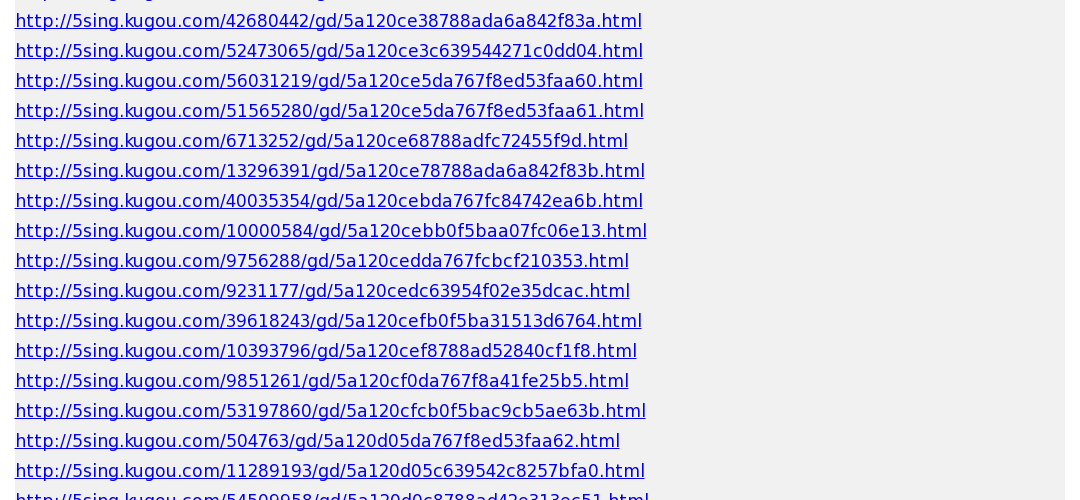 http://5sing.kugou.com/42680442/gd/5a120ce38788ada6a842f83a.html
http://5sing.kugou.com/52473065/gd/5a120ce3c639544271c0dd04.html
http://5sing.kugou.com/56031219/gd/5a120ce5da767f8ed53faa60.html
http://5sing.kugou.com/51565280/gd/5a120ce5da767f8ed53faa61.html
http://5sing.kugou.com/6713252/gd/5a120ce68788adfc72455f9d.html
http://5sing.kugou.com/13296391/gd/5a120ce78788ada6a842f83b.html
http://5sing.kugou.com/40035354/gd/5a120cebda767fc84742ea6b.html
http://5sing.kugou.com/10000584/gd/5a120cebb0f5baa07fc06e13.html
http://5sing.kugou.com/9756288/gd/5a120cedda767fcbcf210353.html
http://5sing.kugou.com/9231177/gd/5a120cedc63954f02e35dcac.html
http://5sing.kugou.com/39618243/gd/5a120cefb0f5ba31513d6764.html
http://5sing.kugou.com/10393796/gd/5a120cef8788ad52840cf1f8.html
http://5sing.kugou.com/9851261/gd/5a120cf0da767f8a41fe25b5.html
http://5sing.kugou.com/53197860/gd/5a120cfcb0f5bac9cb5ae63b.html
http://5sing.kugou.com/504763/gd/5a120d05da767f8ed53faa62.html
http://5sing.kugou.com/11289193/gd/5a120d05c639542c8257bfa0.html